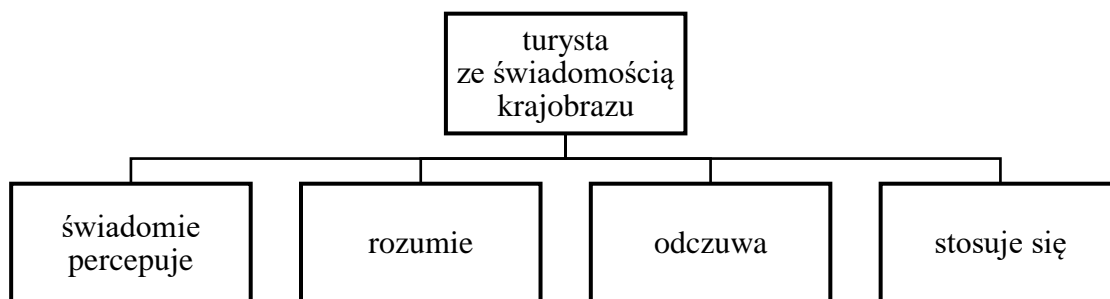 turysta
ze świadomością
krajobrazu
świadomie
percepuje
rozumie
odczuwa
stosuje się